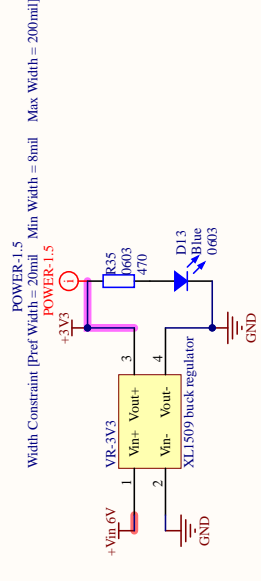 POWER-1.5
Width Constraint [Pref Width = 20mil Min Width = 8mil Max Width = 200mil]
POWER-1.5
i
+3V3
R35
0603
470
D13
Blue
0603
VR-3V3
1
Vin+
Vout+
3
2
Vin-
Vout-
4
XL1509 buck regulator
+Vin 6V
GND
GND